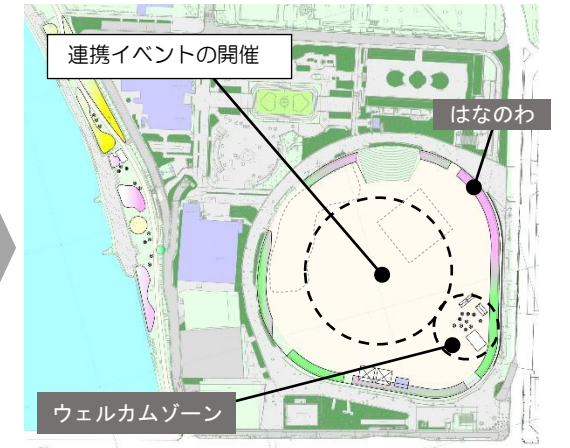 連携イベントの開催
はなのわ
ウェルカムゾーン